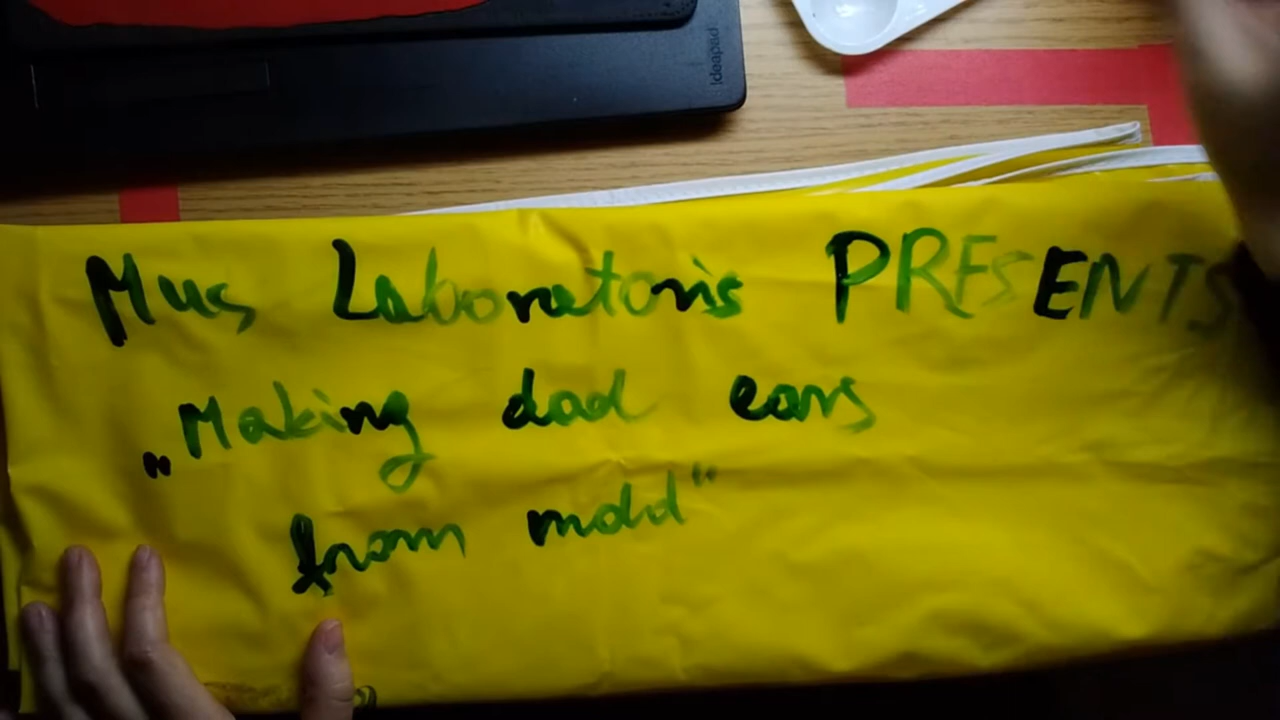 ideapad
Mus Laboratoris PRESENTS
„Making dad ears
from mold"